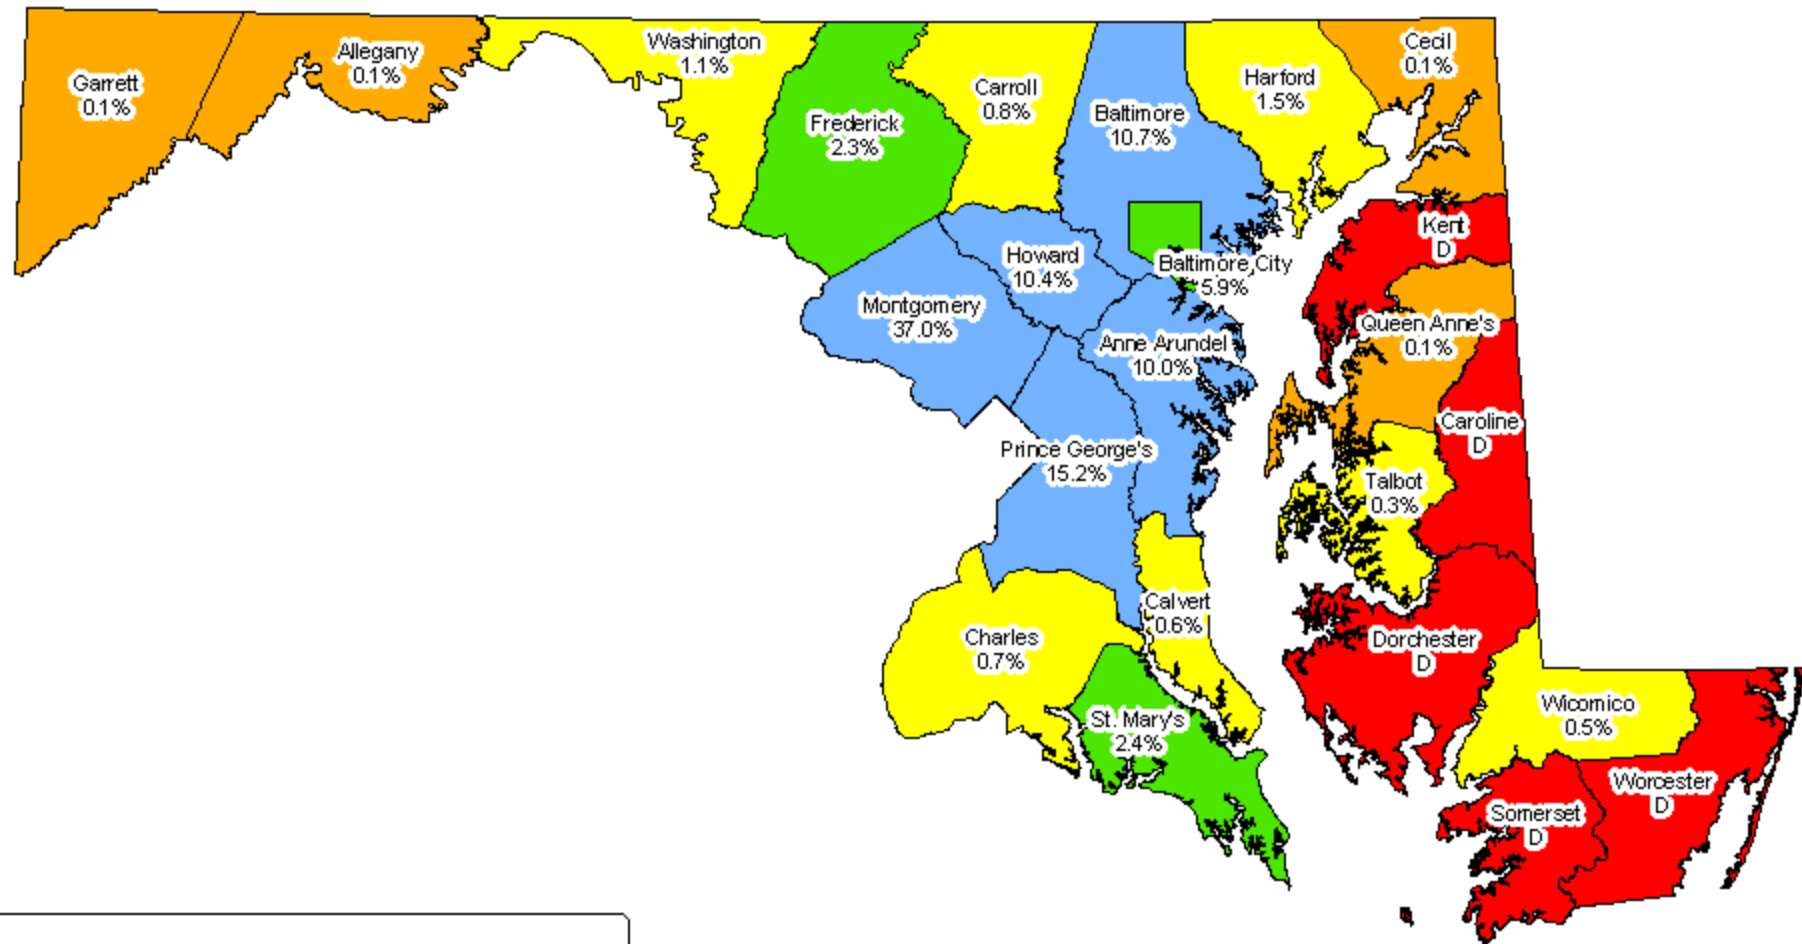 Garrett
0.1%
Allegany
0.1%
Washington
1.1%
Frederick
2.3%
Carroll
0.8%
Baltimore
10.7%
Harford
1.5%
Cecil
0.1%
Kent
D
Howard
10.4%
Baltimore City
5.9%
Montgomery
37.0%
Anne Arundel
10.0%
Queen Anne's
0.1%
Caroline
D
Prince George's
15.2%
Talbot
0.3%
Calvert
0.6%
Charles
0.7%
Dorchester
D
St. Mary's
2.4%
Wicomico
0.5%
Worcester
D
Somerset
D